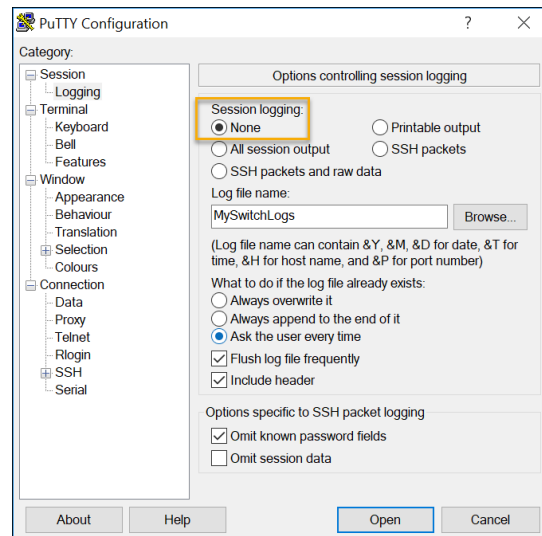 PuTTY Configuration
Category:
Session
Logging
Terminal
Keyboard
Bell
Features
Window
Appearance
Behaviour
Translation
Selection
Colours
Connection
Data
Proxy
Telnet
Rlogin
SSH
Serial
Options controlling session logging
Session logging:
None
Printable output
All session output
SSH packets
SSH packets and raw data
Log file name:
MySwitchLogs
Browse...
(Log file name can contain &Y, &M, &D for date, &T for
time, &H for host name, and &P for port number)
What to do if the log file already exists:
Always overwrite it
Always append to the end of it
Ask the user every time
Flush log file frequently
Include header
Options specific to SSH packet logging
Omit known password fields
Omit session data
About
Help
Open
Cancel